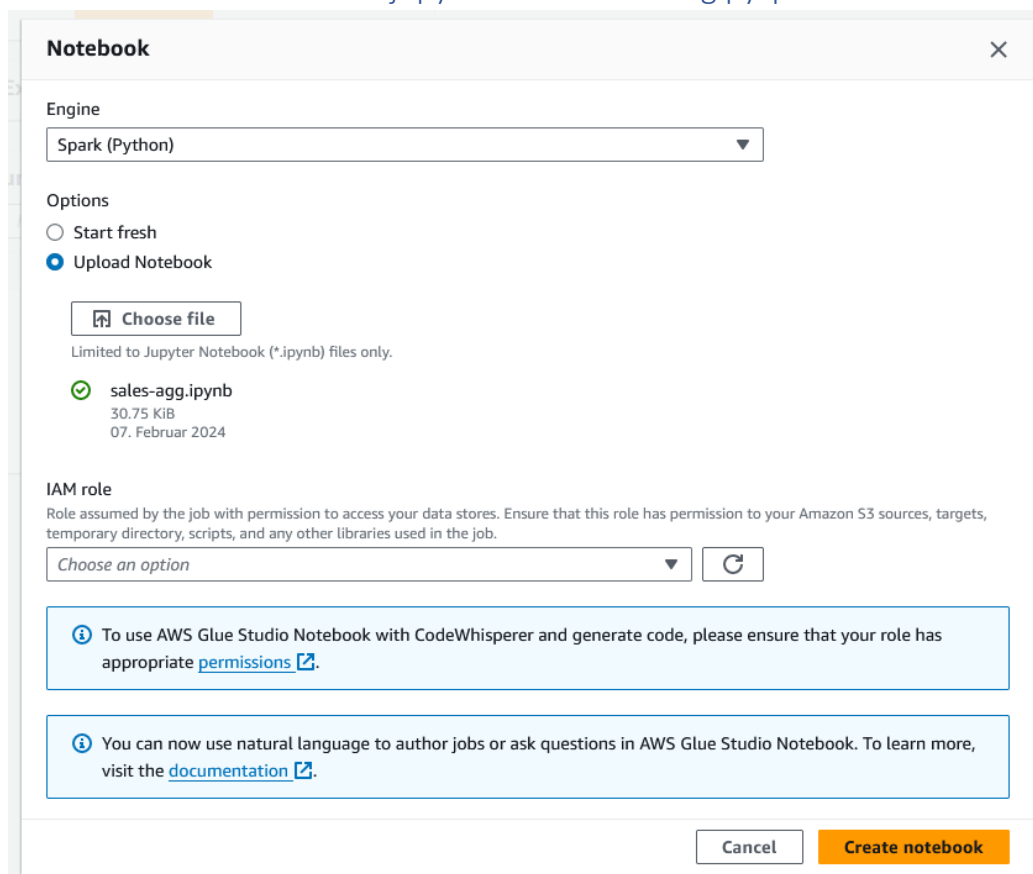 Notebook
Engine
Spark (Python)
Options
Start fresh
Upload Notebook
Choose file
Limited to Jupyter Notebook (*.ipynb) files only.
sales-agg.ipynb
30.75 KiB
07. Februar 2024
IAM role
Role assumed by the job with permission to access your data stores. Ensure that this role has permission to your Amazon S3 sources, targets,
temporary directory, scripts, and any other libraries used in the job.
Choose an option
To use AWS Glue Studio Notebook with CodeWhisperer and generate code, please ensure that your role has
appropriate permissions.
You can now use natural language to author jobs or ask questions in AWS Glue Studio Notebook. To learn more,
visit the documentation.
Cancel
Create notebook